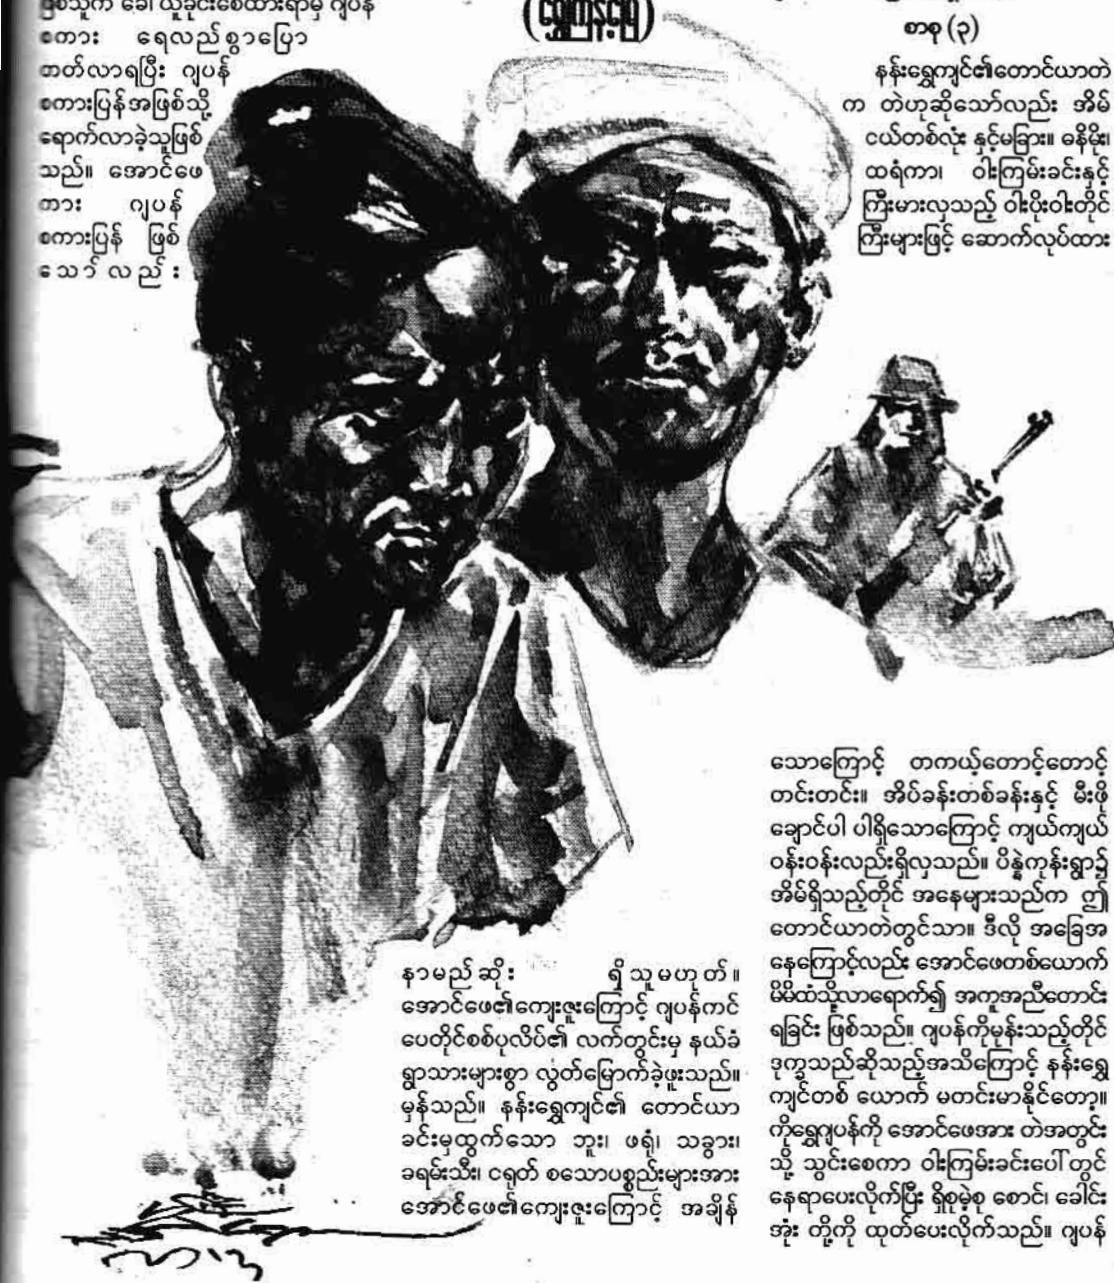 ဖြစ်သူက ခေါ်ယူခိုင်းစေထားရာမှ ဂျပန်
စကား ရေလည်စွာပြော
တတ်လာရပြီး ဂျပန်
စကားပြန်အဖြစ်သို့
ရောက်လာခဲ့သူဖြစ်
သည်။ အောင်ဖေ
ကား ဂျပန်
စကားပြန် ဖြစ်
သော်လည်း
နာမည်ဆိုး ရှိသူမဟုတ်။
အောင်ဖေ၏ကျေးဇူးကြောင့် ဂျပန်ကင်
ပေတိုင်စစ်ပုလိပ်၏ လက်တွင်းမှ နယ်ခံ
ရွာသားများစွာ လွတ်မြောက်ခဲ့ဖူးသည်။
မှန်သည်။ နန်းရွှေကျင်၏ တောင်ယာ
ခင်းမှထွက်သော ဘူး၊ ဖရုံ၊ သခွား၊
ခရမ်းသီး၊ ငရုတ် စသောပစ္စည်းများအား
အောင်ဖေ၏ကျေးဇူးကြောင့် အချိန်
(ရွှေကြာနဲ့မြေ)
စာစု (၃)
နန်းရွှေကျင်၏တောင်ယာတဲ
က တဲဟုဆိုသော်လည်း အိမ်
ငယ်တစ်လုံး နှင့်မခြား။ ဓနိမိုး၊
ထရံကာ၊ ဝါးကြမ်းခင်းနှင့်
ကြီးမားလှသည့် ဝါးပိုးဝါးတိုင်
ကြီးများဖြင့် ဆောက်လုပ်ထား
သောကြောင့် တကယ့်တောင့်တောင့်
တင်းတင်း။ အိပ်ခန်းတစ်ခန်းနှင့် မီးဖို
ချောင်ပါ ပါရှိသောကြောင့် ကျယ်ကျယ်
ဝန်းဝန်းလည်းရှိလှသည်။ ပိန္နဲကုန်းရွာ၌
အိမ်ရှိသည့်တိုင် အနေများသည်က ဤ
တောင်ယာတဲတွင်သာ။ ဒီလို အခြေအ
နေကြောင့်လည်း အောင်ဖေတစ်ယောက်
မိမိထံသို့လာရောက်၍ အကူအညီတောင်း
ရခြင်း ဖြစ်သည်။ ဂျပန်ကိုမုန်းသည့်တိုင်
ဒုက္ခသည်ဆိုသည့်အသိကြောင့် နန်းရွှေ
ကျင်တစ် ယောက် မတင်းမာနိုင်တော့။
ကိုရွှေဂျပန်ကို အောင်ဖေအား တဲအတွင်း
သို့ သွင်းစေကာ ဝါးကြမ်းခင်းပေါ်တွင်
နေရာပေးလိုက်ပြီး ရှိစုမဲ့စု စောင်၊ ခေါင်း
အုံး တို့ကို ထုတ်ပေးလိုက်သည်။ ဂျပန်